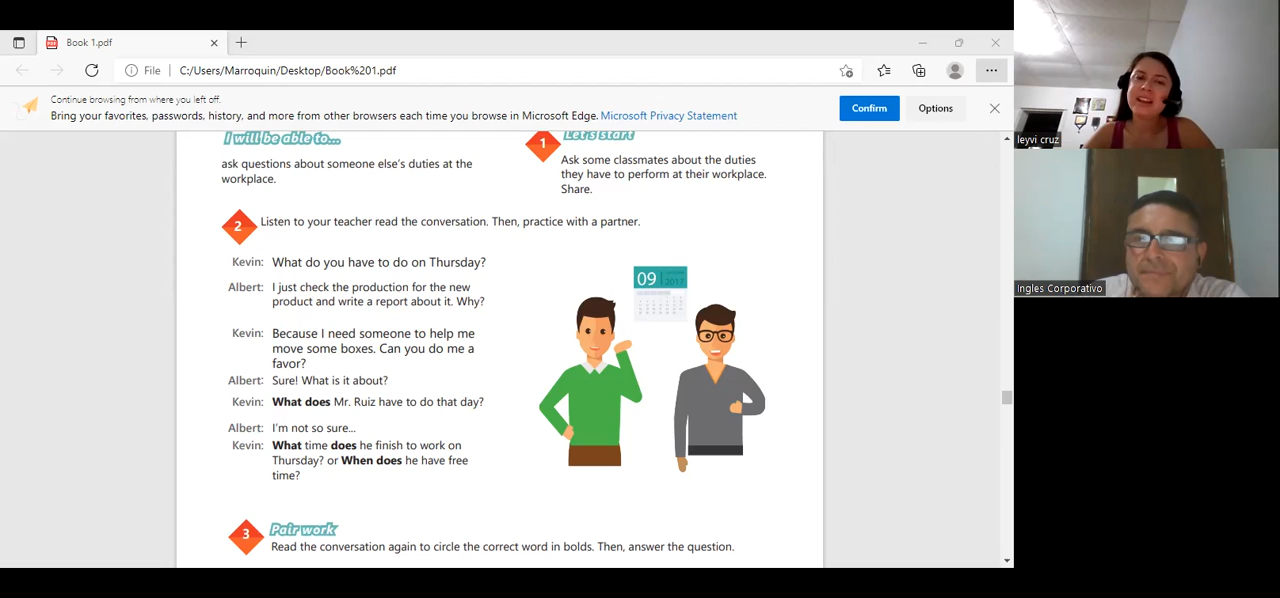 Book 1.pdf
File
C:/Users/Marroquin/Desktop/Book%201.pdf
Continue browsing from where you left off.
Bring your favorites, passwords, history, and more from other browsers each time you browse in Microsoft Edge. Microsoft Privacy Statement
Confirm
Options
I will be able to...
ask questions about someone else's duties at the
workplace.
1
Let's start
Ask some classmates about the duties
they have to perform at their workplace.
Share.
2
Listen to your teacher read the conversation. Then, practice with a partner.
Kevin: What do you have to do on Thursday?
Albert: I just check the production for the new
product and write a report about it. Why?
Kevin: Because I need someone to help me
move some boxes. Can you do me a
favor?
Albert: Sure! What is it about?
Kevin: What does Mr. Ruiz have to do that day?
Albert: I'm not so sure...
Kevin: What time does he finish to work on
Thursday? or When does he have free
time?
09
2017
3
Pair work
Read the conversation again to circle the correct word in bolds. Then, answer the question.
leyvi cruz
Ingles Corporativo